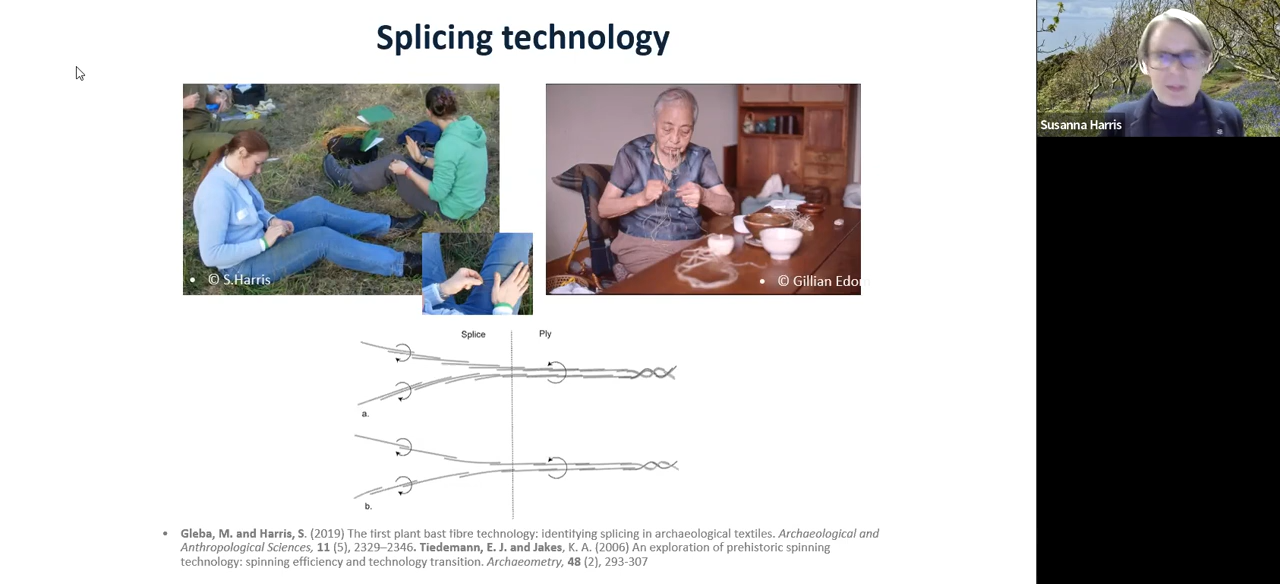 Splicing technology
Susanna Harris
• © S.Harris
• © Gillian Edom
Splice Ply
a.
b.
• Gleba, M. and Harris, S. (2019) The first plant bast fibre technology: identifying splicing in archaeological textiles. Archaeological and
Anthropological Sciences, 11 (5), 2329–2346. Tiedemann, E. J. and Jakes, K. A. (2006) An exploration of prehistoric spinning
technology: spinning efficiency and technology transition. Archaeometry, 48 (2), 293-307